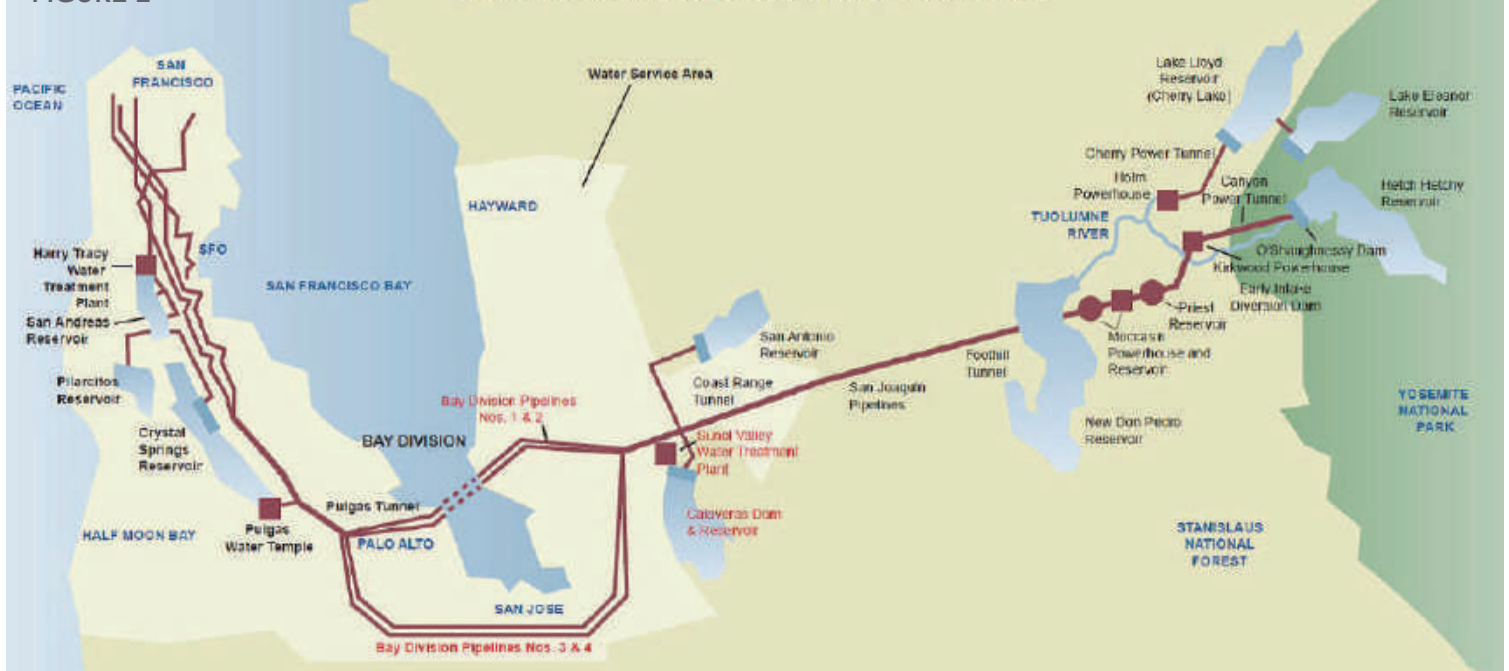 SAN
FRANCISCO
PACIFIC
OCEAN
Water Service Area
Lake Lloyd
Reservoir
(Cherry Lake)
Lake Eleanor
Reservoir
Cherry Power Tunnel
Holm
Powerhouse
Canyon
Power Tunnel
Hetch Hetchy
Reservoir
HAYWARD
TUOLUMNE
RIVER
SFO
O'Shaughnessy Dam
Kirkwood Powerhouse
Harry Tracy
Water
Treatment
Plant
SAN FRANCISCO BAY
Early Intake
Diversion Dam
Priest
Reservoir
San Andreas
Reservoir
San Antonio
Reservoir
Moccasin
Powerhouse and
Reservoir
Foothill
Tunnel
Pilarcitos
Reservoir
Coast Range
Tunnel
San Joaquin
Pipelines
Bay Division Pipelines
Nos. 1 & 2
YOSEMITE
NATIONAL
PARK
Crystal
Springs
Reservoir
BAY DIVISION
Sunol Valley
Water Treatment
Plant
New Don Pedro
Reservoir
Pulgas Tunnel
Calaveras Dam
& Reservoir
HALF MOON BAY
Pulgas
Water Temple
PALO ALTO
STANISLAUS
NATIONAL
FOREST
SAN JOSE
Bay Division Pipelines Nos. 3 & 4